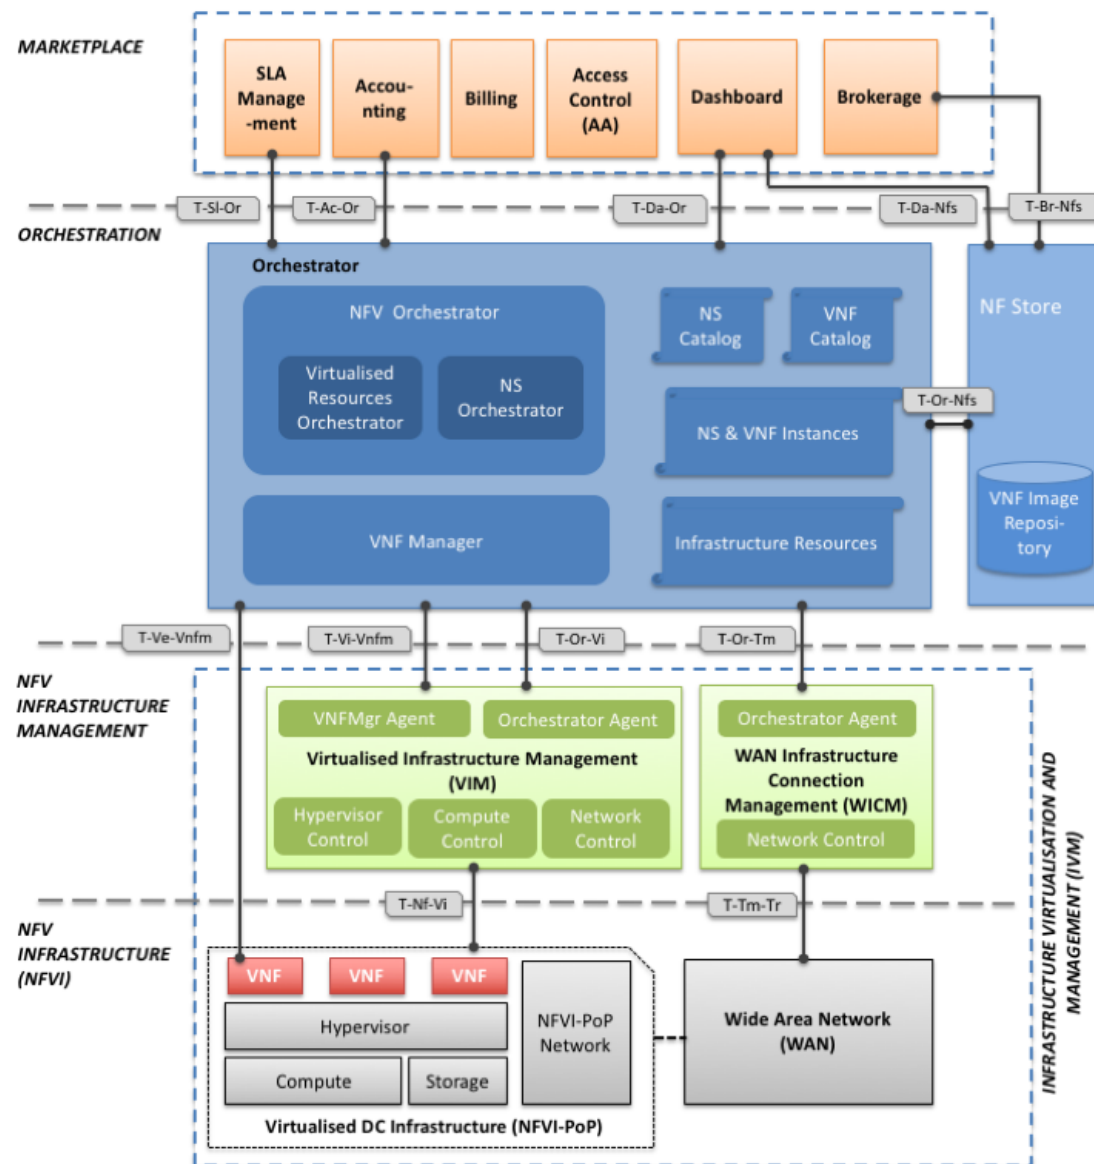 MARKETPLACE
SLA
Manage
-ment
Accou-
nting
Billing
Access
Control
(AA)
Dashboard
Brokerage
T-Sl-Or
T-Ac-Or
T-Da-Or
T-Da-Nfs
T-Br-Nfs
ORCHESTRATION
Orchestrator
NFV Orchestrator
Virtualised
Resources
Orchestrator
NS
Orchestrator
NS
Catalog
VNF
Catalog
NF Store
T-Or-Nfs
NS & VNF Instances
VNF Manager
Infrastructure Resources
VNF Image
Reposi-
tory
T-Ve-Vnfm
T-Vi-Vnfm
T-Or-Vi
T-Or-Tm
NFV
INFRASTRUCTURE
MANAGEMENT
VNFMgr Agent
Orchestrator Agent
Virtualised Infrastructure Management
(VIM)
Hypervisor
Control
Compute
Control
Network
Control
Orchestrator Agent
WAN Infrastructure
Connection
Management (WICM)
Network Control
INFRASTRUCTURE VIRTUALISATION AND
MANAGEMENT (IVM)
T-Nf-Vi
T-Tm-Tr
NFV
INFRASTRUCTURE
(NFVI)
VNF
VNF
VNF
Hypervisor
Compute
Storage
NFVI-PoP
Network
Virtualised DC Infrastructure (NFVI-PoP)
Wide Area Network
(WAN)